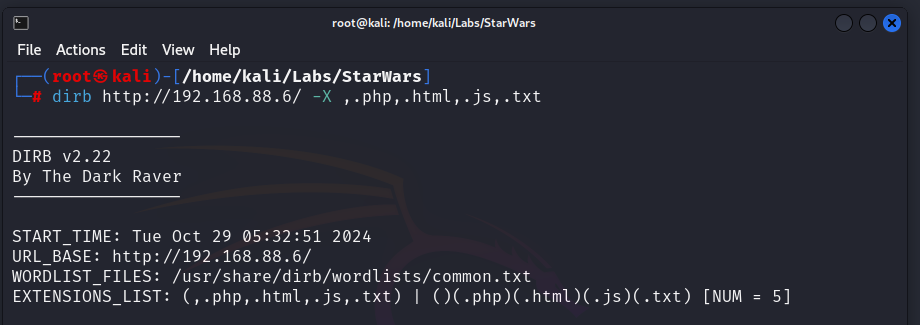 root@kali: /home/kali/Labs/StarWars
File Actions Edit View Help
┌──(root㉿kali)-[/home/kali/Labs/StarWars]
└─# dirb http://192.168.88.6/ -X ,.php,.html,.js,.txt
-----------------
DIRB v2.22
By The Dark Raver
-----------------
START_TIME: Tue Oct 29 05:32:51 2024
URL_BASE: http://192.168.88.6/
WORDLIST_FILES: /usr/share/dirb/wordlists/common.txt
EXTENSIONS_LIST: (,.php,.html,.js,.txt) | ()(.php)(.html)(.js)(.txt) [NUM = 5]